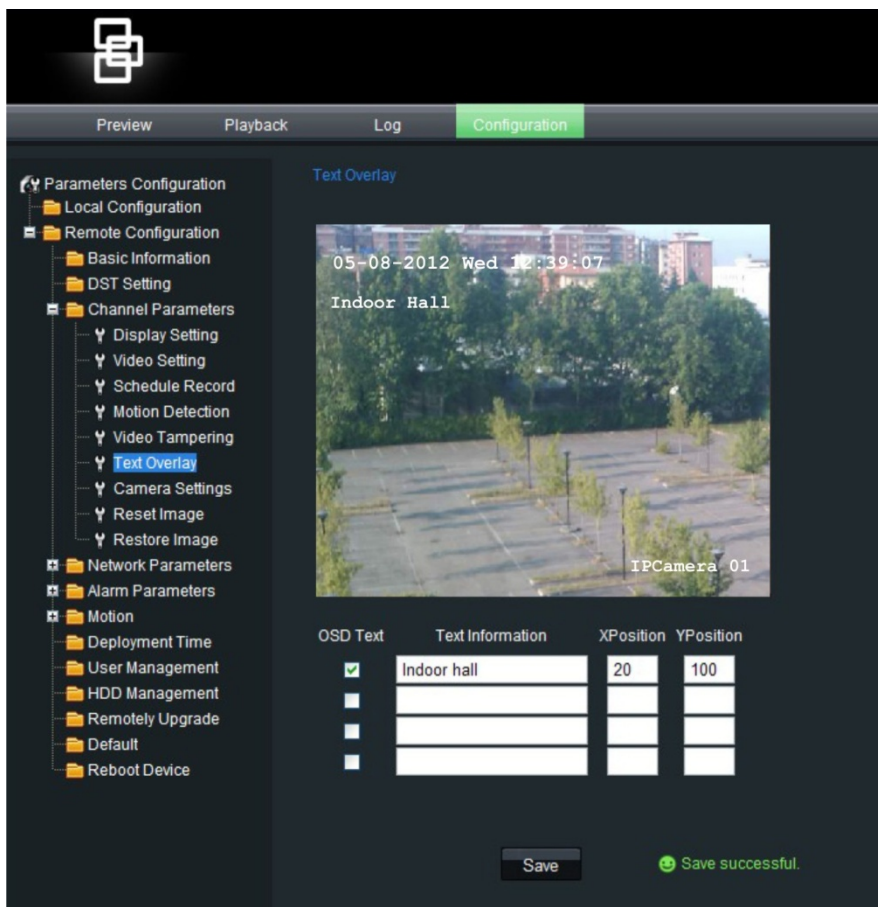 Preview Playback Log Configuration
Parameters Configuration
Local Configuration
Remote Configuration
Basic Information
DST Setting
Channel Parameters
Display Setting
Video Setting
Schedule Record
Motion Detection
Video Tampering
Text Overlay
Camera Settings
Reset Image
Restore Image
Network Parameters
Alarm Parameters
Motion
Deployment Time
User Management
HDD Management
Remotely Upgrade
Default
Reboot Device
Text Overlay
05-08-2012 Wed 12:39:07
Indoor Hall
IPCamera 01
OSD Text Text Information XPosition YPosition
Indoor hall 20 100
Save Save successful.